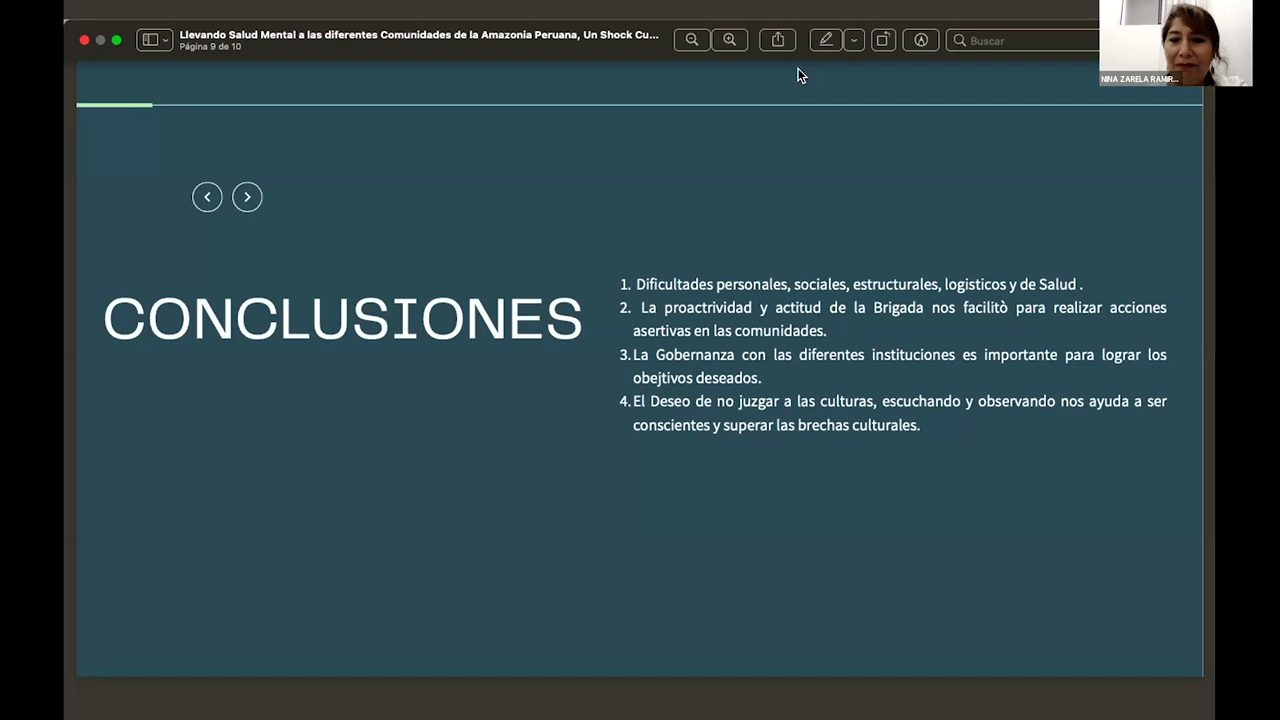 Llevando Salud Mental a las diferentes Comunidades de la Amazonia Peruana, Un Shock Cu...
Página 9 de 10
Buscar
NINA ZARELA RAMIR...
CONCLUSIONES
1. Dificultades personales, sociales, estructurales, logisticos y de Salud .
2. La proactrividad y actitud de la Brigada nos facilitò para realizar acciones
asertivas en las comunidades.
3. La Gobernanza con las diferentes instituciones es importante para lograr los
obejtivos deseados.
4. El Deseo de no juzgar a las culturas, escuchando y observando nos ayuda a ser
conscientes y superar las brechas culturales.